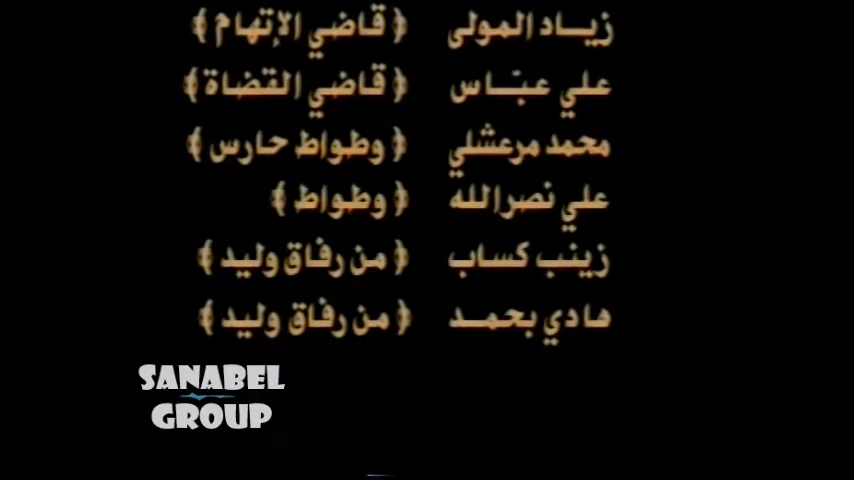 زياد المولى ﴿ قاضي الإتهام ﴾
علي عبّاس ﴿ قاضي القضاة ﴾
محمد مرعشلي ﴿ وطواط حارس ﴾
علي نصرالله ﴿ وطواط ﴾
زينب كساب ﴿ من رفاق وليد ﴾
هادي بحمد ﴿ من رفاق وليد ﴾
SANABEL
GROUP